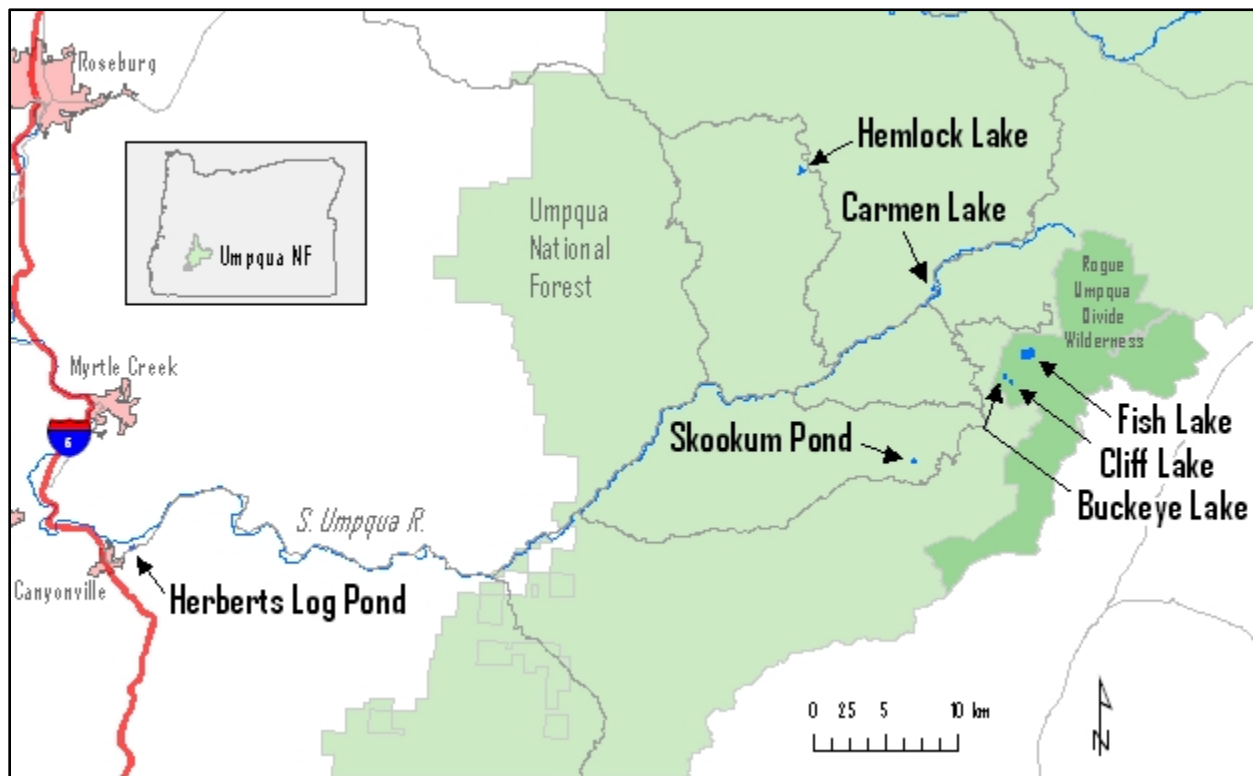 Roseburg
Hemlock Lake
Carmen Lake
Umpqua
National
Forest
Umpqua NF
Rogue
Umpqua
Divide
Wilderness
Myrtle Creek
6
Fish Lake
Skookum Pond
Cliff Lake
Buckeye Lake
S. Umpqua R.
Canyonville
Herberts Log Pond
0 2.5 5 10 km
N